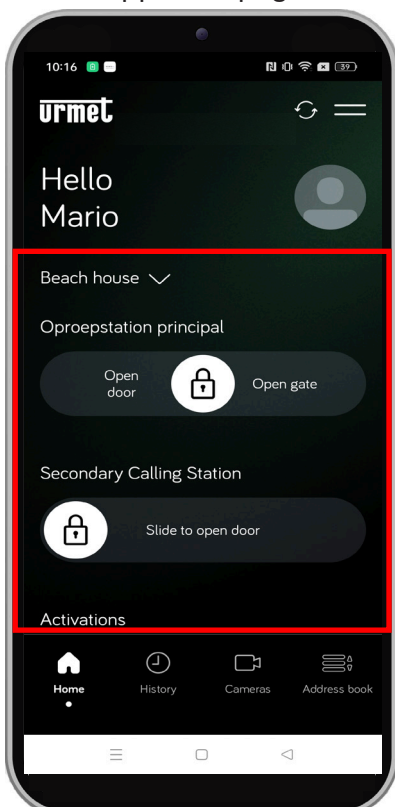 10:16
39
urmet
Hello
Mario
Beach house
Oproepstation principal
Open
door
Open gate
Secondary Calling Station
Slide to open door
Activations
Home
History
Cameras
Address book